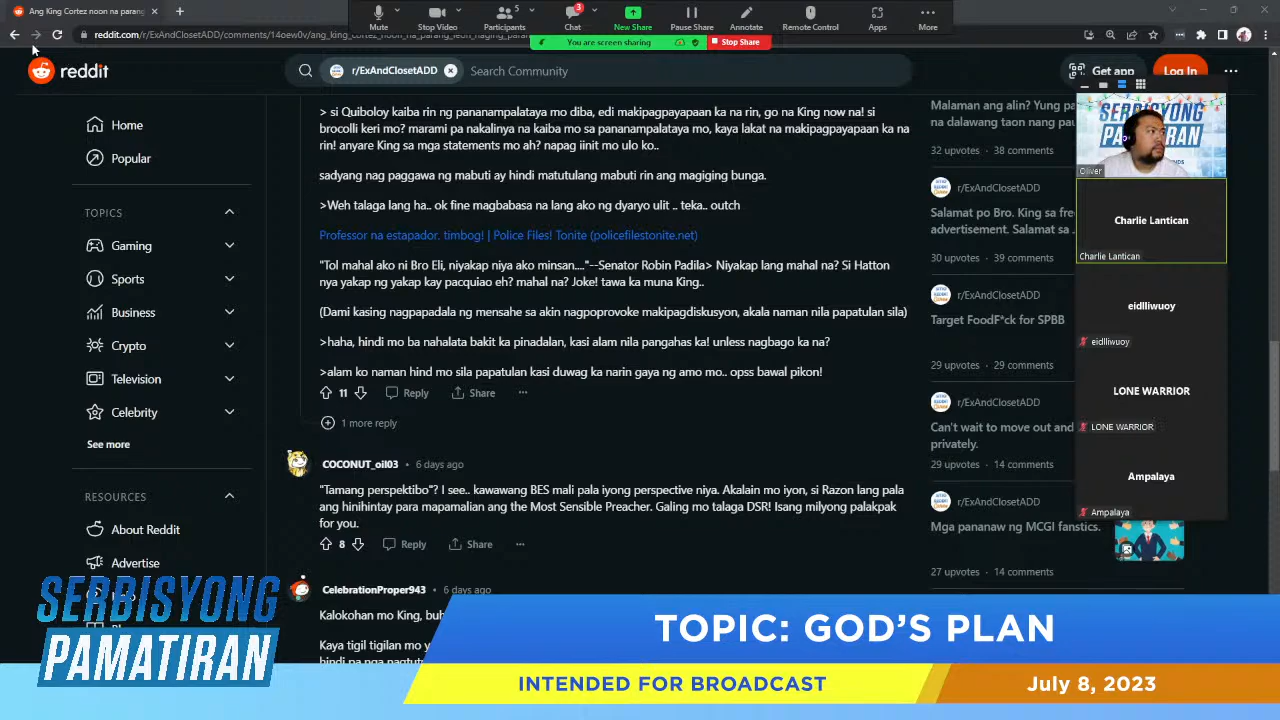 Ang King Cortez noon na parang
Mute
Stop Video
Participants
5
Chat
3
New Share
Pause Share
Annotate
Remote Control
Apps
More
reddit.com/r/ExAndClosetADD/comments/14oew0v/ang_king_cortez_noon_na_parang_leon_naging_paran
You are screen sharing
Stop Share
reddit
r/ExAndClosetADD
Search Community
Get app
Log In
Home
Popular
TOPICS
Gaming
Sports
Business
Crypto
Television
Celebrity
See more
RESOURCES
About Reddit
Advertise
> si Quiboloy may pananampalataya mo diba, edi makipagpayapaan ka na rin, go na King now na! si
brocolli kini mo? mabuti pa pakalinya na kaiba mo sa pananampalataya mo, kaya lakat na makipagpayapaan ka na
rin! anyare King pabago bago statements mo ah? napag iinit mo ulo ko..
sadyang nag paggawa ng mabuti ay hindi matutulang mabuti rin ang magiging bunga.
>Weh talaga lang ha.. ok fine magbabasa na lang ako ng dyaryo ulit .. teka.. outch
Professor na estapador. timbog! | Police Files! Tonite (policefilestonite.net)
"Tol mahal ako ni Bro Eli, niyakap niya ako minsan...."--Senator Robin Padila> Niyakap lang mahal na? Si Hatton
nya yakap ng yakap kay pacquiao eh? mahal na? Joke! tawa ka muna King..
(Dami kasing nagpapadala ng mensahe sa akin nagpoprovoke makipagdiskusyon, akala naman nila papatulan sila)
>haha, hindi mo ba nahalata bakit ka pinadalan, kasi alam nila pangahas ka! unless nagbago ka na?
>alam ko naman hind mo sila papatulan kasi duwag ka narin gaya ng amo mo.. opss bawal pikon!
11
Reply
Share
1 more reply
COCONUT_oil03 • 6 days ago
"Tamang perspektibo"? I see.. kawawang BES mali pala iyong perspective niya. Akalain mo iyon, si Razon lang pala
ang hinihintay para mapamalian ang the Most Sensible Preacher. Galing mo talaga DSR! Isang milyong palakpak
for you.
8
Reply
Share
CelebrationProper943 • 6 days ago
Kalokohan mo King, buh
Kaya tigil tigilan mo y
Malaman ang alin? Yung pa
na dalawang taon nang pau
32 upvotes · 38 comments
r/ExAndClosetADD
Salamat po Bro. King sa fre
advertisement. Salamat sa
30 upvotes · 39 comments
r/ExAndClosetADD
Target FoodF*ck for SPBB
29 upvotes · 29 comments
r/ExAndClosetADD
Can't wait to move out and
privately.
29 upvotes · 14 comments
r/ExAndClosetADD
Mga pananaw ng MCGI fanstics.
27 upvotes · 14 comments
SERBISYONG
PAMATIRAN
Oliver
Charlie Lantican
Charlie Lantican
eidlliwuoy
eidlliwuoy
LONE WARRIOR
LONE WARRIOR
Ampalaya
Ampalaya
SERBISYONG
PAMATIRAN
TOPIC: GOD'S PLAN
INTENDED FOR BROADCAST
July 8, 2023